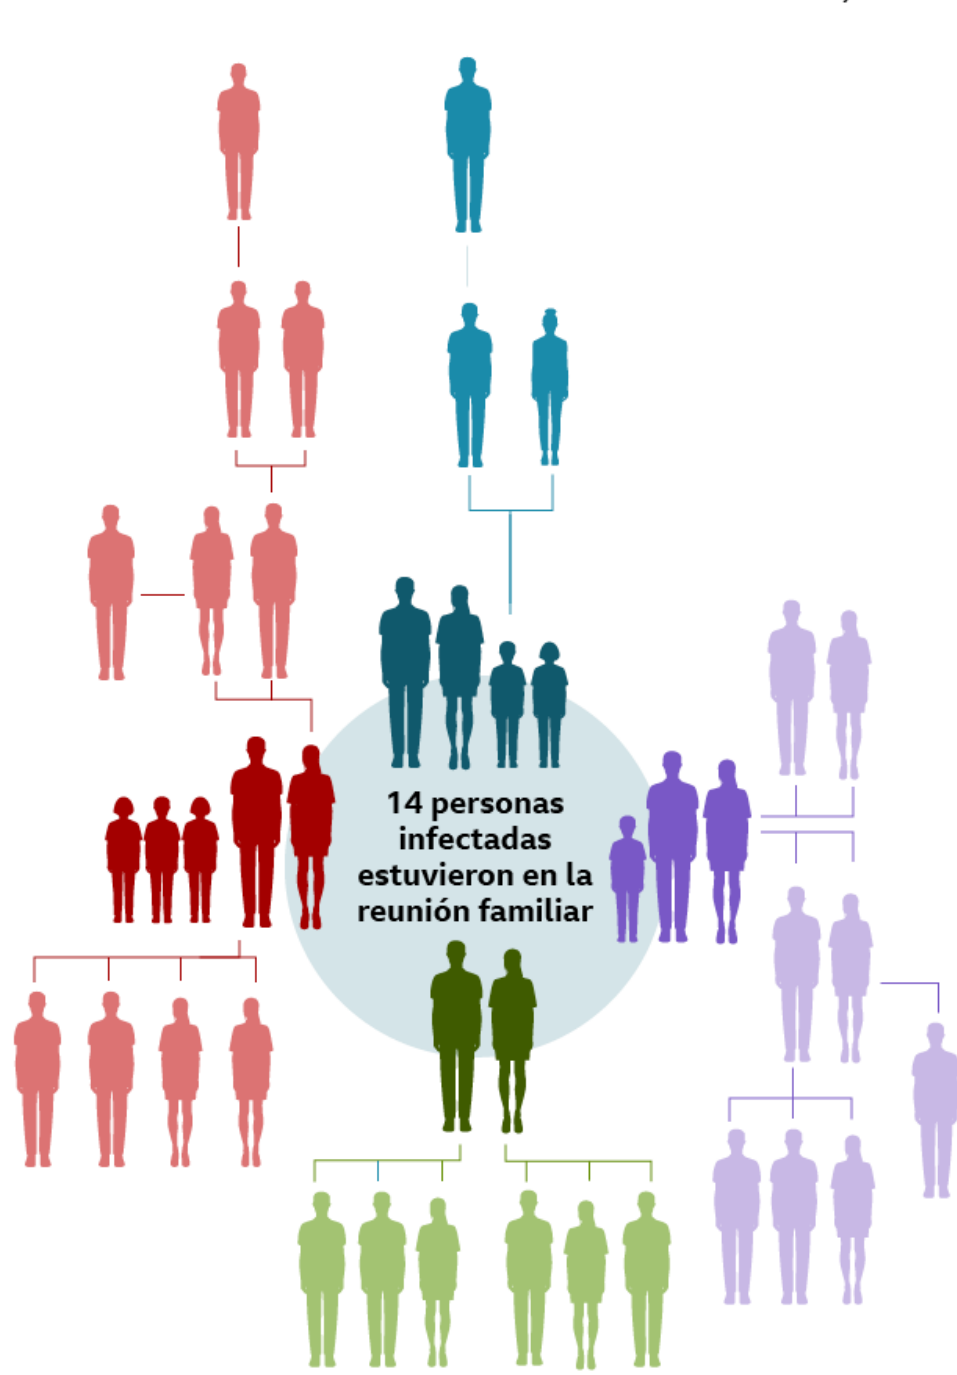 14 personas
infectadas
estuvieron en la
reunión familiar